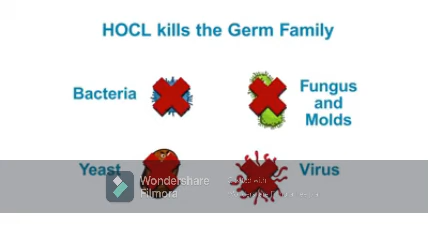 HOCL kills the Germ Family
Bacteria
Fungus
and
Molds
Yeast
Virus
Wondershare
Filmora